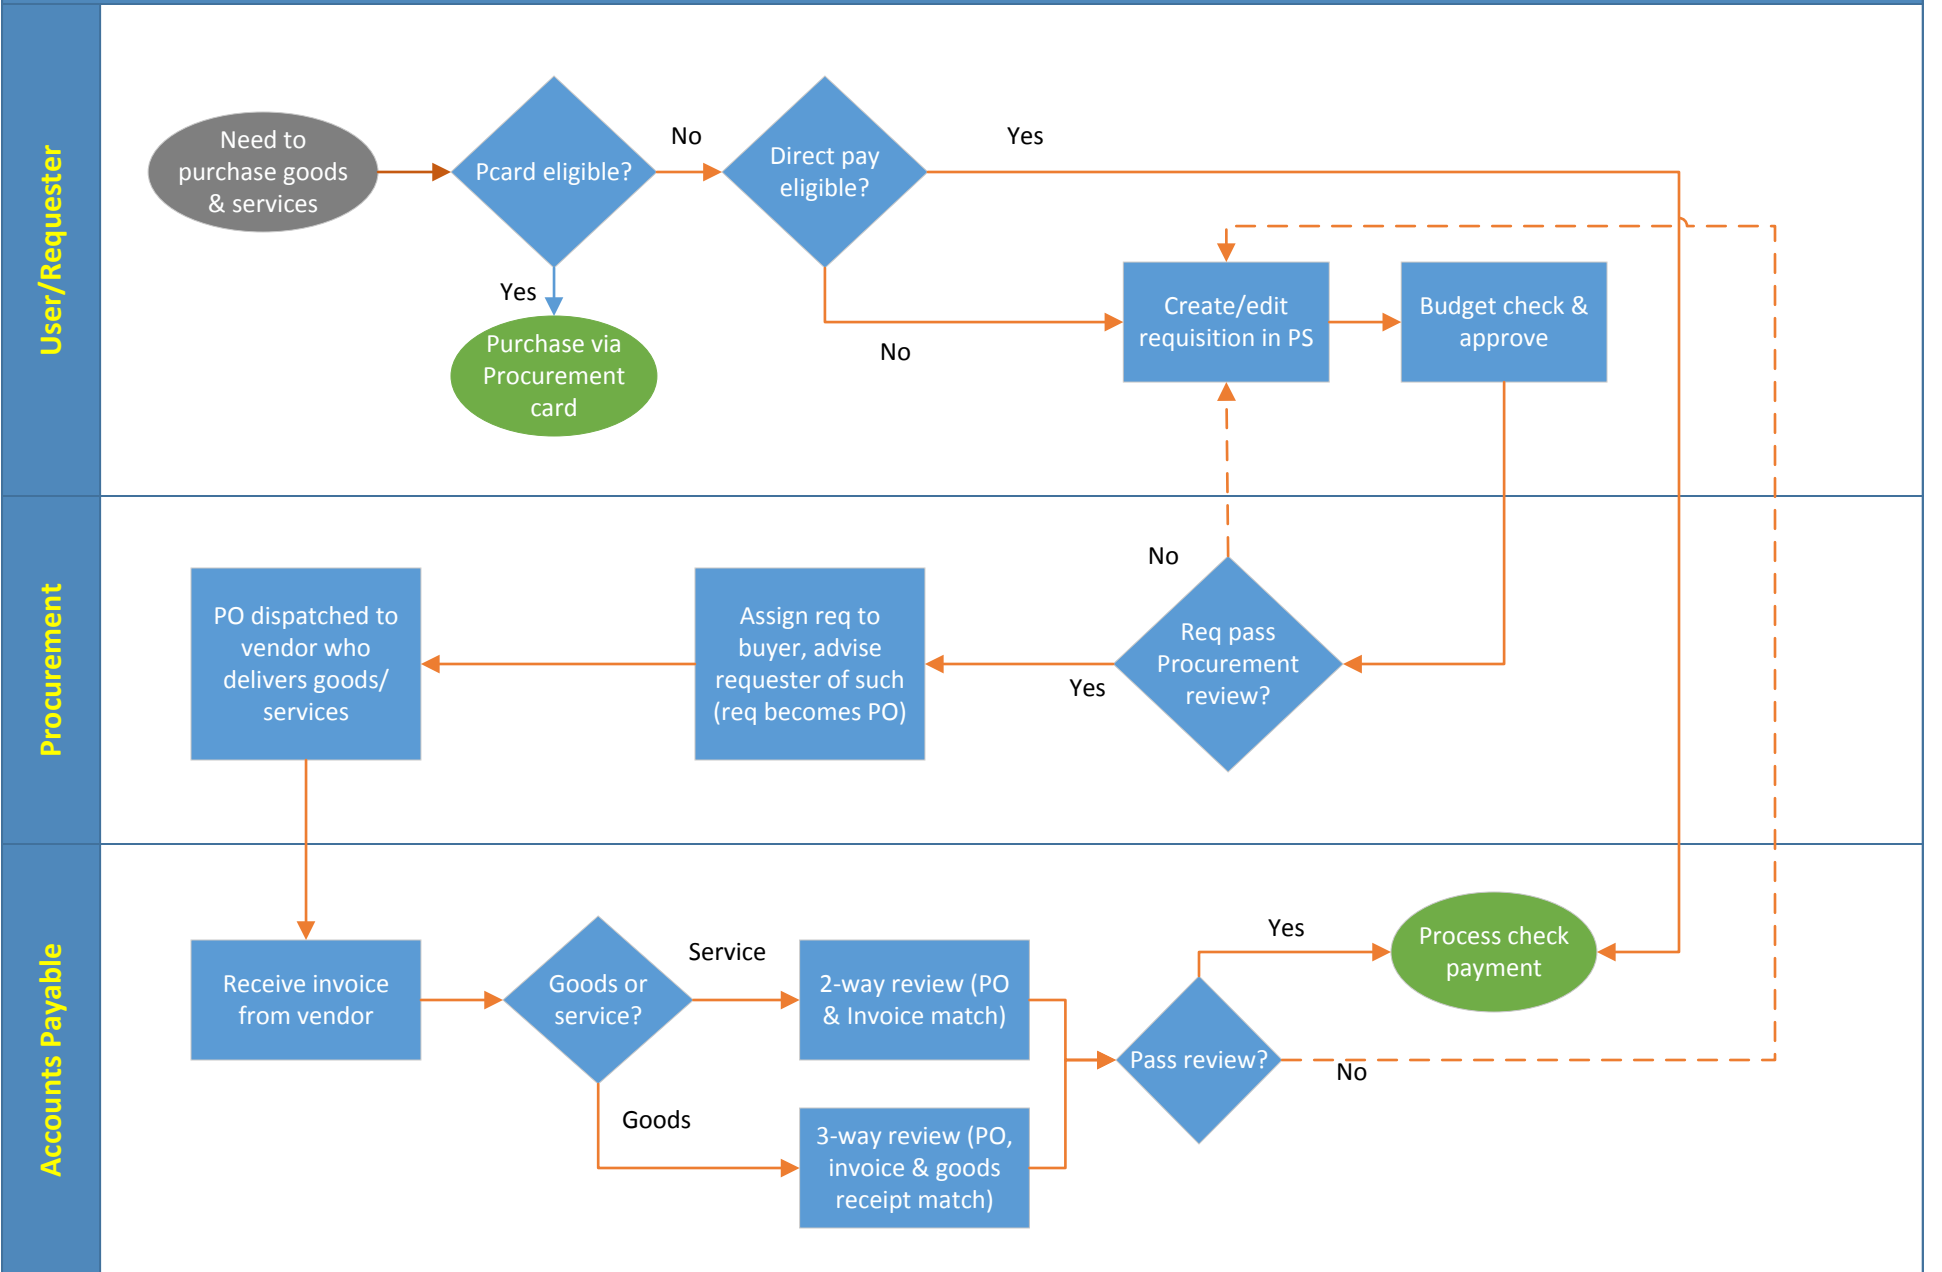 User/Requester
Need to
purchase goods
& services
Pcard eligible?
No
Direct pay
eligible?
Yes
Yes
Purchase via
Procurement
card
No
Create/edit
requisition in PS
Budget check &
approve
Procurement
PO dispatched to
vendor who
delivers goods/
services
Assign req to
buyer, advise
requester of such
(req becomes PO)
Yes
No
Req pass
Procurement
review?
Accounts Payable
Receive invoice
from vendor
Goods or
service?
Service
Goods
2-way review (PO
& Invoice match)
3-way review (PO,
invoice & goods
receipt match)
Pass review?
Yes
No
Process check
payment